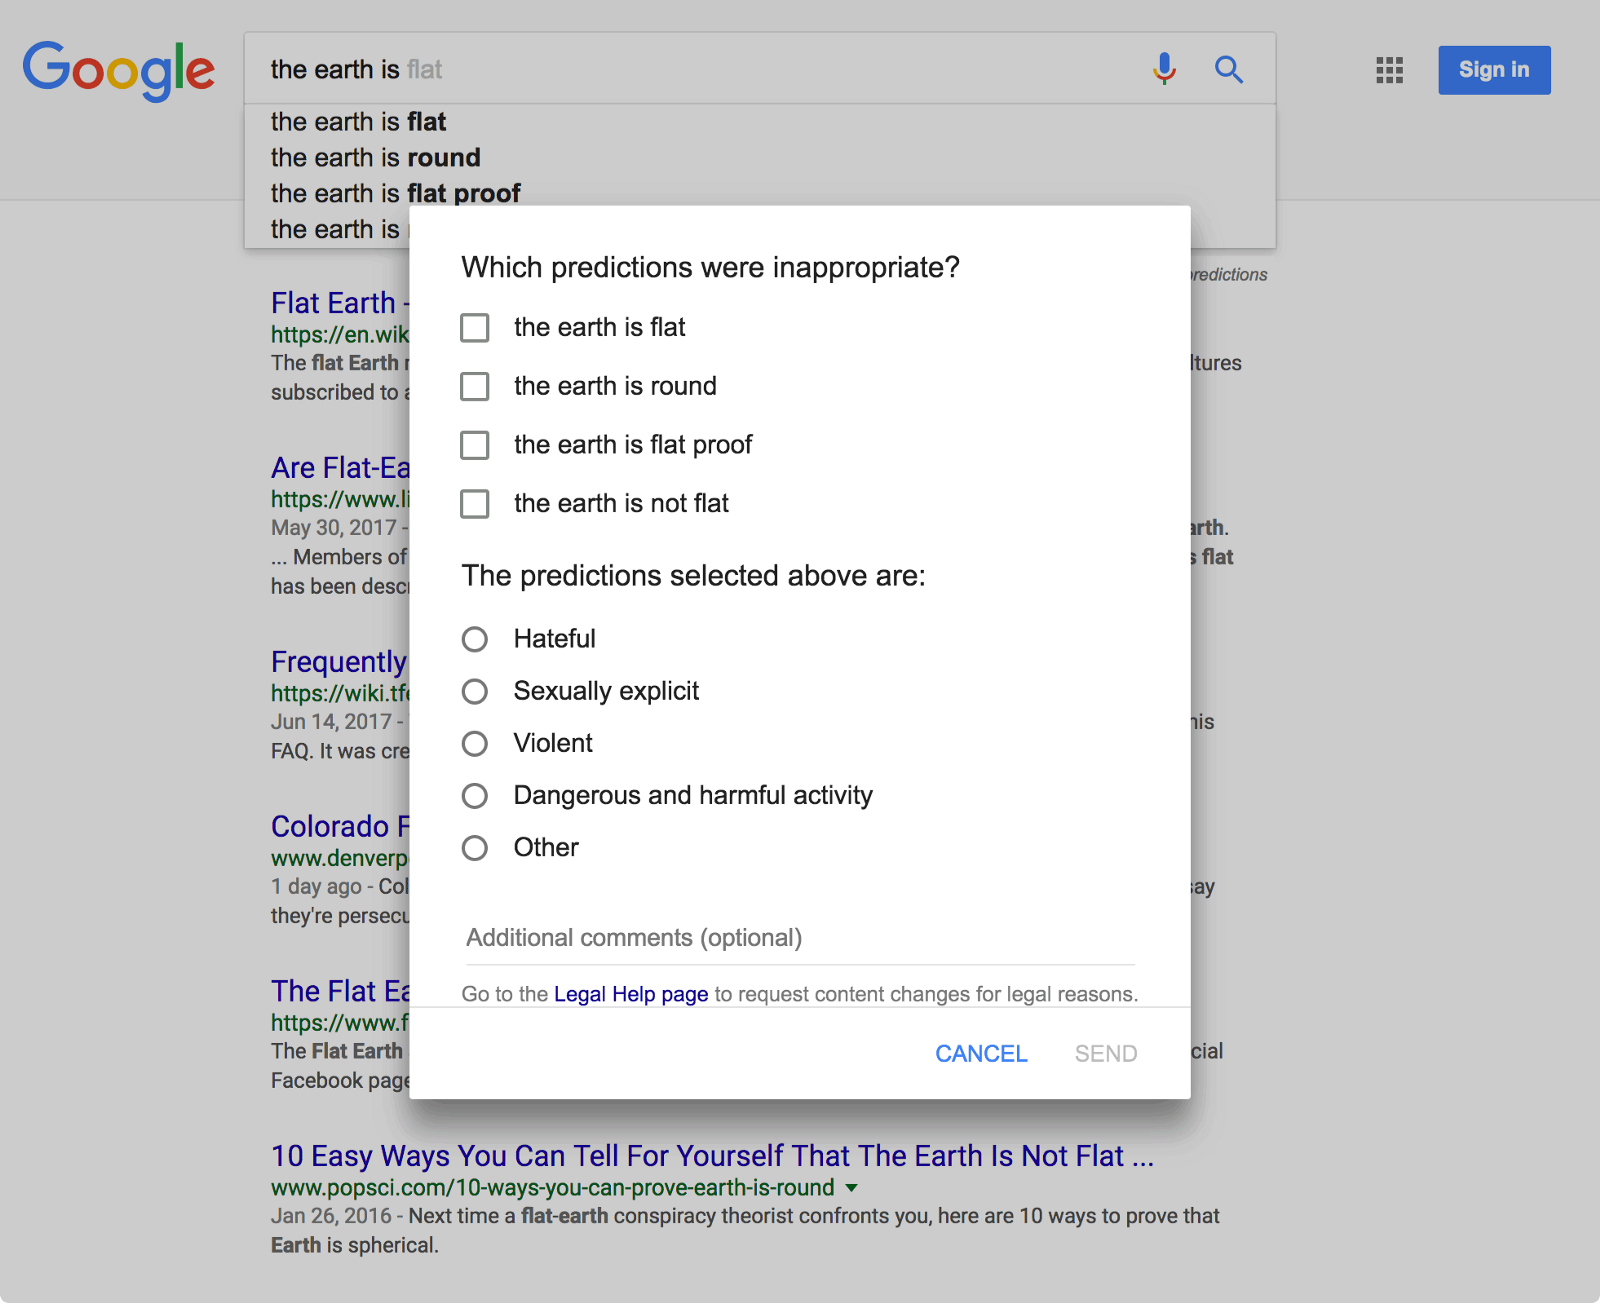 Google
the earth is flat
Sign in
the earth is flat
the earth is round
the earth is flat proof
the earth is
Which predictions were inappropriate?
the earth is flat
the earth is round
the earth is flat proof
the earth is not flat
The predictions selected above are:
Hateful
Sexually explicit
Violent
Dangerous and harmful activity
Other
Additional comments (optional)
Go to the Legal Help page to request content changes for legal reasons.
CANCEL SEND
Flat Earth -
https://en.wik
The flat Earth
subscribed to
Are Flat-Ea
https://www.li
May 30, 2017 -
... Members of
has been desc
Frequently
https://wiki.tf
Jun 14, 2017 -
FAQ. It was cre
Colorado F
www.denverp
1 day ago - Col say
they're persecu
The Flat Ea
https://www.f
The Flat Earth
Facebook page
10 Easy Ways You Can Tell For Yourself That The Earth Is Not Flat ...
www.popsci.com/10-ways-you-can-prove-earth-is-round
Jan 26, 2016 - Next time a flat-earth conspiracy theorist confronts you, here are 10 ways to prove that
Earth is spherical.